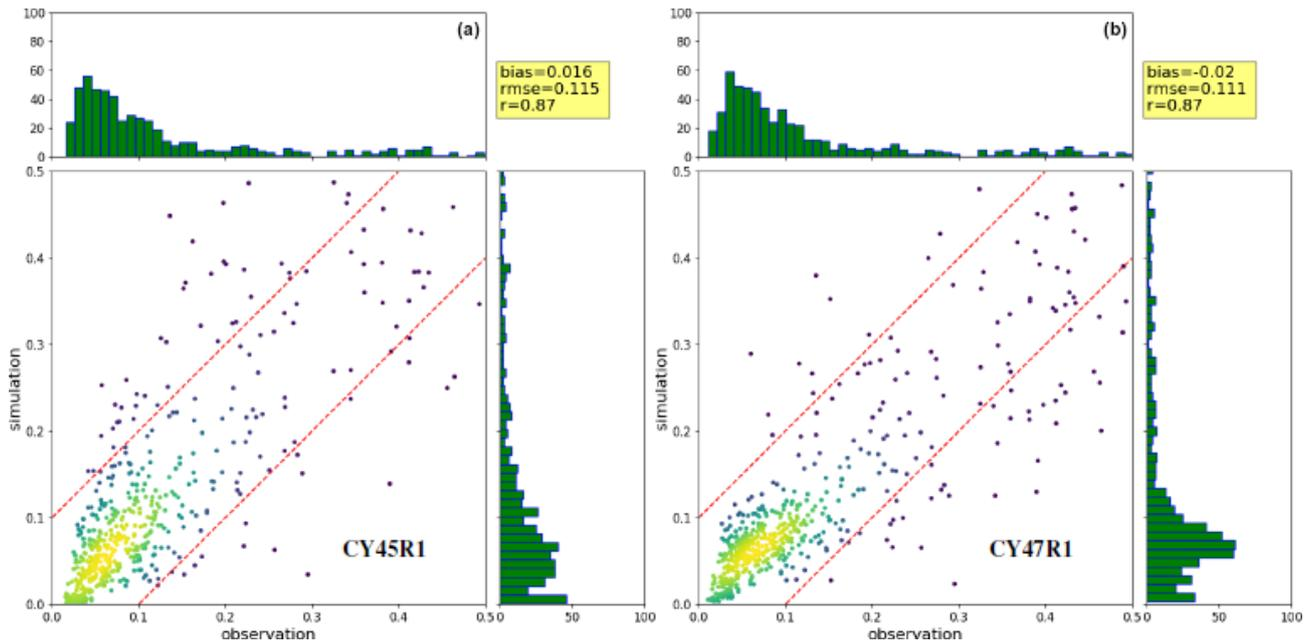 100
80
60
40
20
0
(a)
bias=0.016
rmse=0.115
r=0.87
0.5
0.4
0.3
0.2
0.1
0.0
simulation
CY45R1
0.0 0.1 0.2 0.3 0.4 0.5
0 50 100
observation
100
80
60
40
20
0
(b)
bias=-0.02
rmse=0.111
r=0.87
0.5
0.4
0.3
0.2
0.1
0.0
simulation
CY47R1
0.0 0.1 0.2 0.3 0.4 0.5
0 50 100
observation